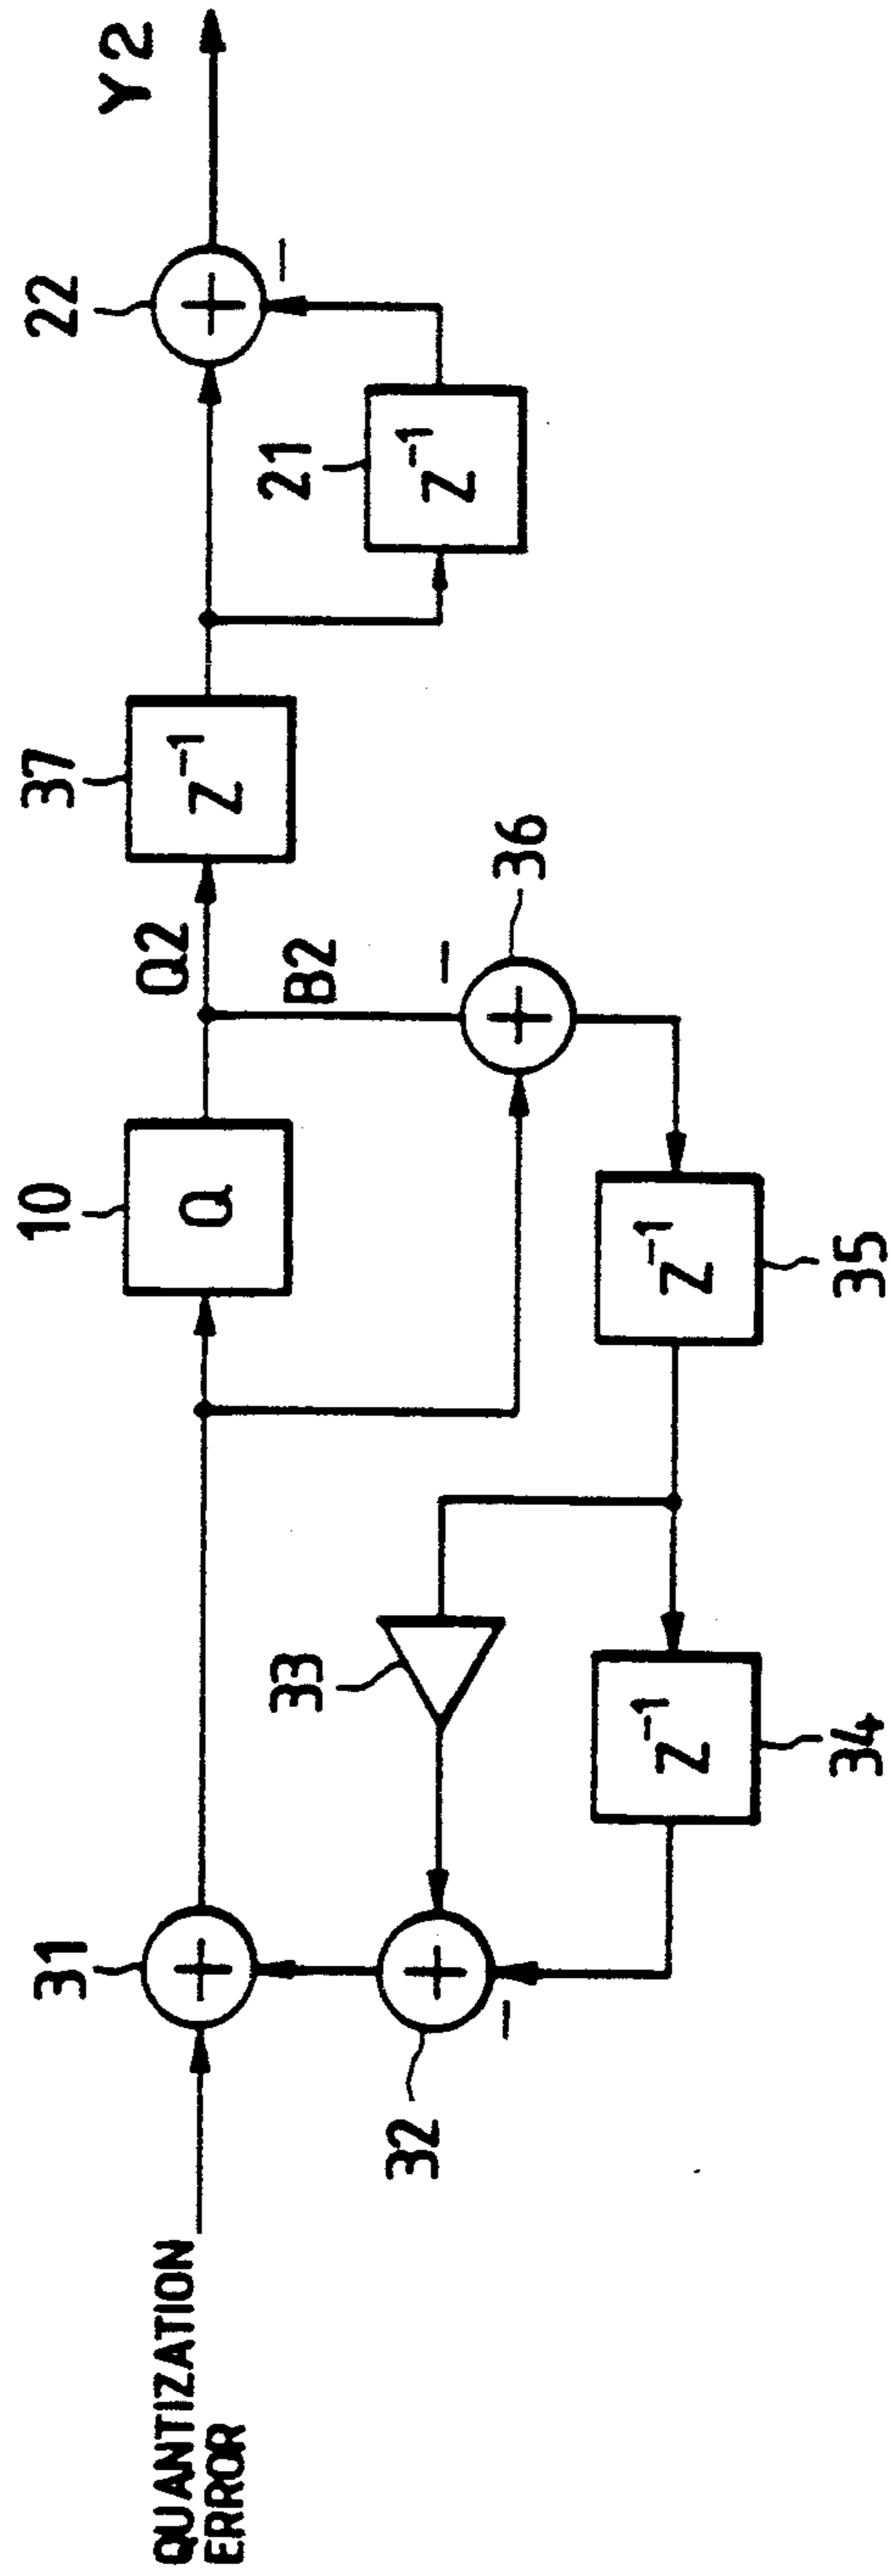 QUANTIZATION
ERROR
31
32
33
34
Z⁻¹
35
Z⁻¹
10
Q
36
Q2
B2
37
Z⁻¹
21
Z⁻¹
22
Y2
+
+
+
+
−
−
−